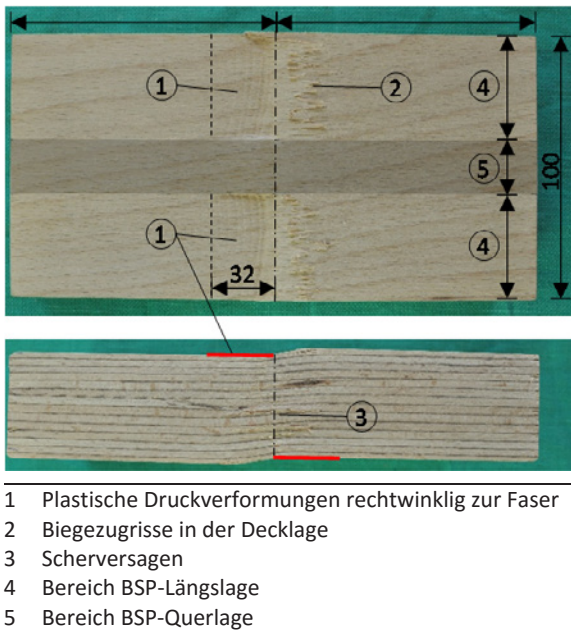 1 2 4
5
100
1 4
32
3
1 Plastische Druckverformungen rechtwinklig zur Faser
2 Biegezugrisse in der Decklage
3 Scherversagen
4 Bereich BSP-Längslage
5 Bereich BSP-Querlage